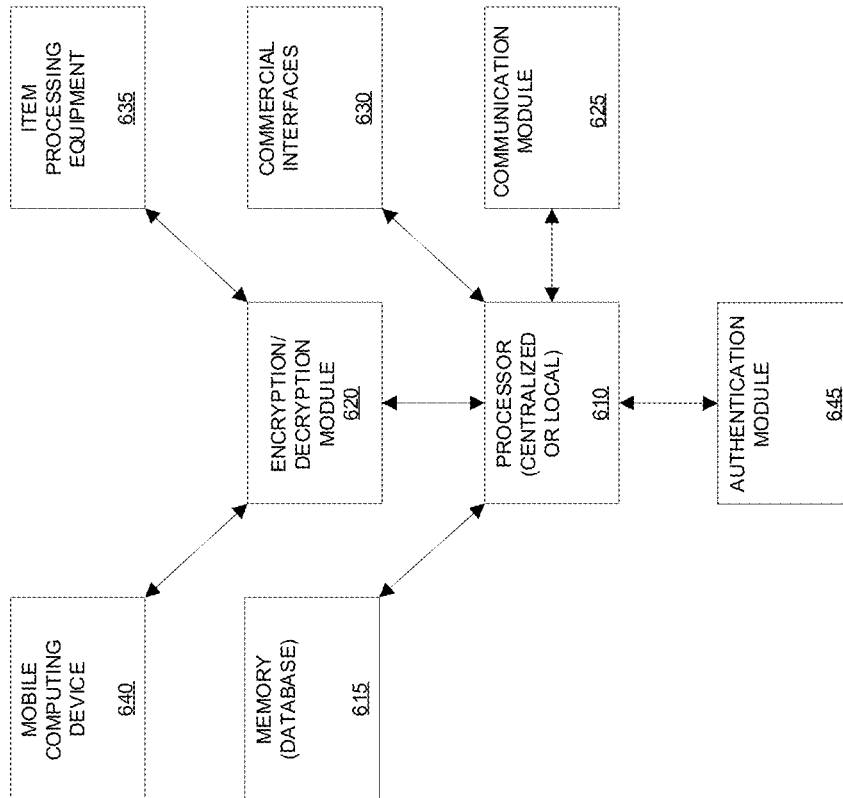 MOBILE
COMPUTING
DEVICE
640
ITEM
PROCESSING
EQUIPMENT
635
ENCRYPTION/
DECRYPTION
MODULE
620
MEMORY
(DATABASE)
615
COMMERCIAL
INTERFACES
630
PROCESSOR
(CENTRALIZED
OR LOCAL)
610
COMMUNICATION
MODULE
625
AUTHENTICATION
MODULE
645